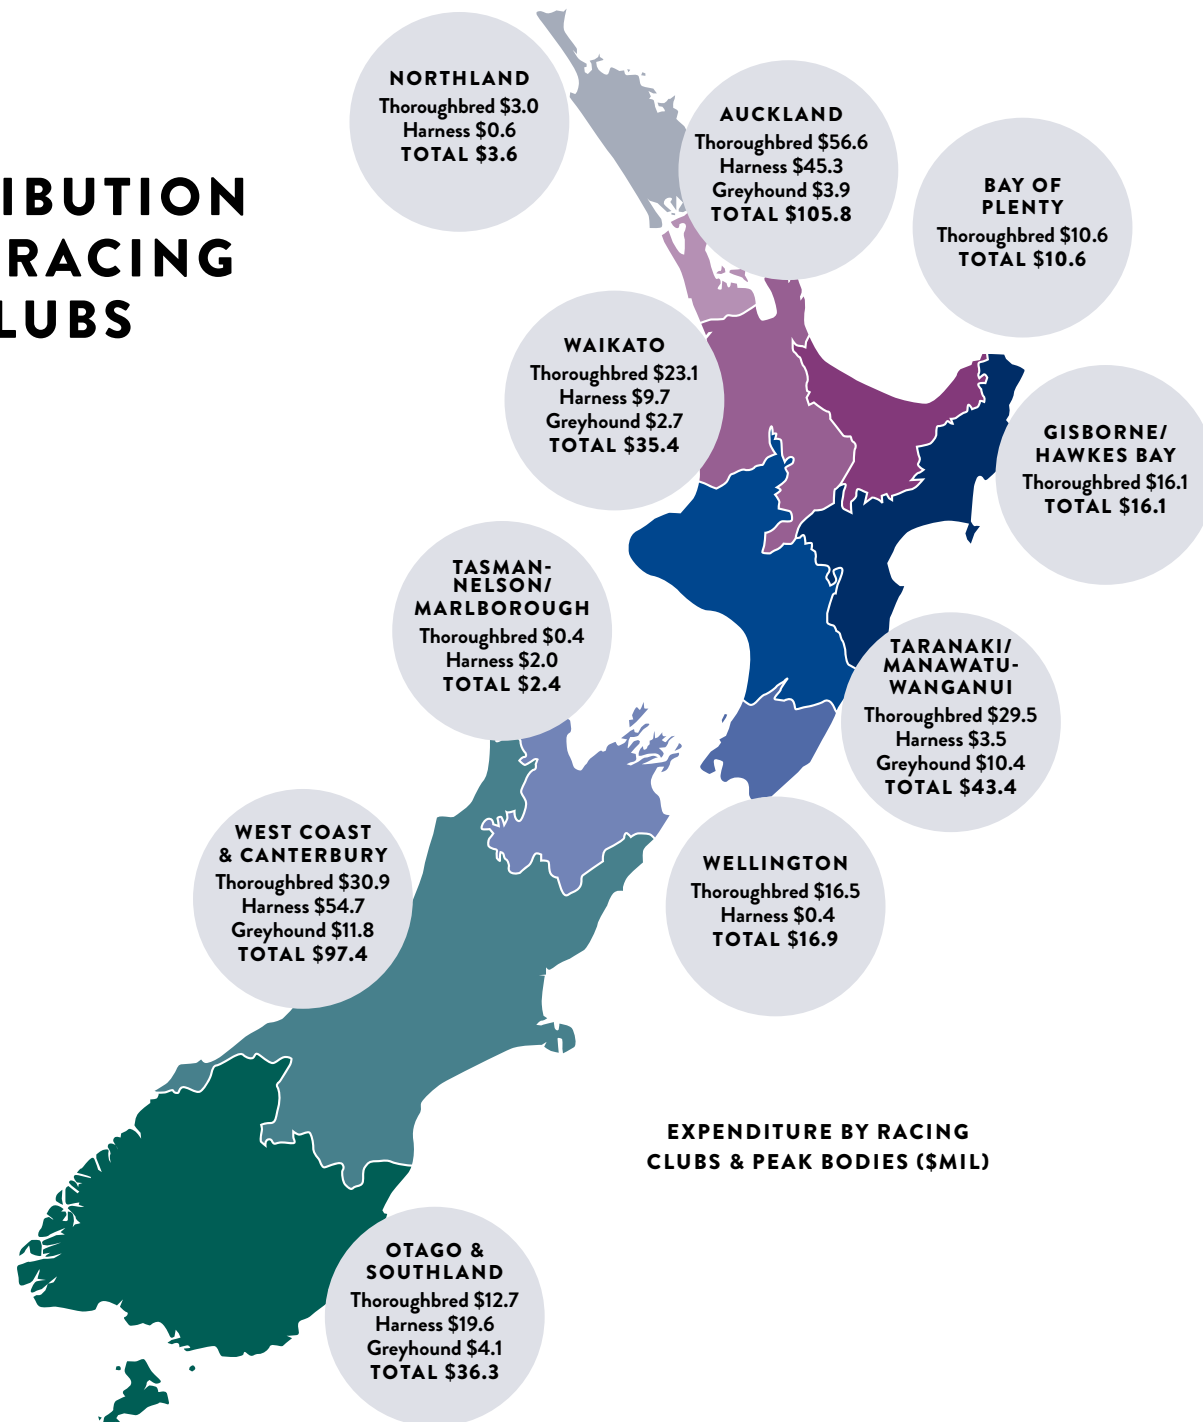 NORTHLAND
Thoroughbred $3.0
Harness $0.6
TOTAL $3.6
AUCKLAND
Thoroughbred $56.6
Harness $45.3
Greyhound $3.9
TOTAL $105.8
IBUTION
RACING
LUBS
BAY OF
PLENTY
Thoroughbred $10.6
TOTAL $10.6
WAIKATO
Thoroughbred $23.1
Harness $9.7
Greyhound $2.7
TOTAL $35.4
GISBORNE/
HAWKES BAY
Thoroughbred $16.1
TOTAL $16.1
TASMAN-
NELSON/
MARLBOROUGH
Thoroughbred $0.4
Harness $2.0
TOTAL $2.4
TARANAKI/
MANAWATU-
WANGANUI
Thoroughbred $29.5
Harness $3.5
Greyhound $10.4
TOTAL $43.4
WEST COAST
& CANTERBURY
Thoroughbred $30.9
Harness $54.7
Greyhound $11.8
TOTAL $97.4
WELLINGTON
Thoroughbred $16.5
Harness $0.4
TOTAL $16.9
EXPENDITURE BY RACING
CLUBS & PEAK BODIES ($MIL)
OTAGO &
SOUTHLAND
Thoroughbred $12.7
Harness $19.6
Greyhound $4.1
TOTAL $36.3